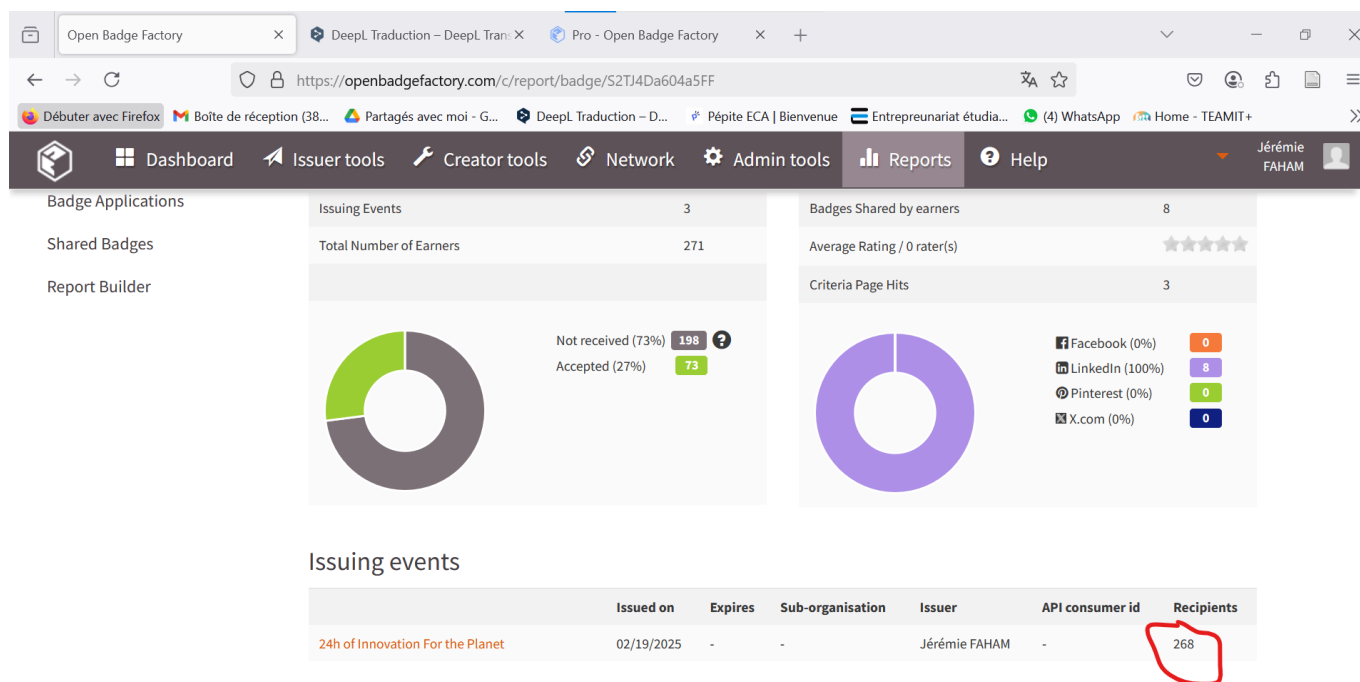 Open Badge Factory
DeepL Traduction – DeepL Trans
Pro - Open Badge Factory
https://openbadgefactory.com/c/report/badge/S2TJ4Da604a5FF
Débuter avec Firefox
Boîte de réception (38...
Partagés avec moi - G...
DeepL Traduction – D...
Pépite ECA | Bienvenue
Entrepreunariat étudia...
(4) WhatsApp
Home - TEAMIT+
Dashboard
Issuer tools
Creator tools
Network
Admin tools
Reports
Help
Jérémie
FAHAM
Badge Applications
Shared Badges
Report Builder
Issuing Events 3
Total Number of Earners 271
Badges Shared by earners 8
Average Rating / 0 rater(s)
Criteria Page Hits 3
Not received (73%) 198
Accepted (27%) 73
Facebook (0%) 0
LinkedIn (100%) 8
Pinterest (0%) 0
X.com (0%) 0
Issuing events
Issued on Expires Sub-organisation Issuer API consumer id Recipients
24h of Innovation For the Planet 02/19/2025 - - Jérémie FAHAM - 268